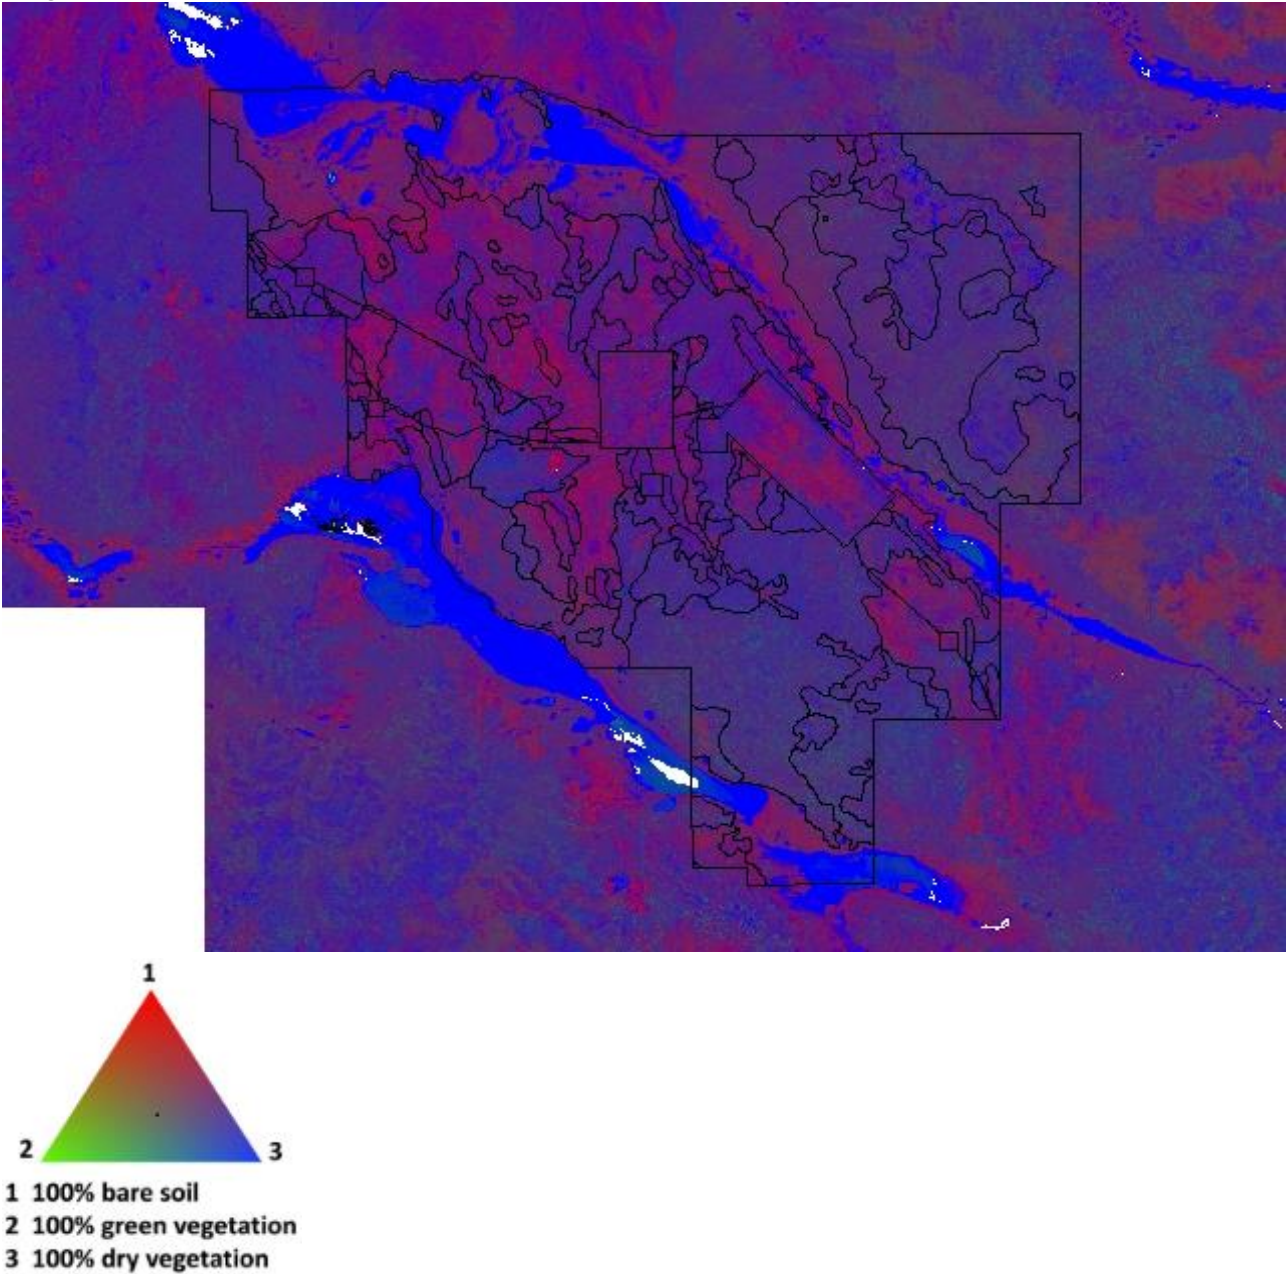 1
2 3
1 100% bare soil
2 100% green vegetation
3 100% dry vegetation